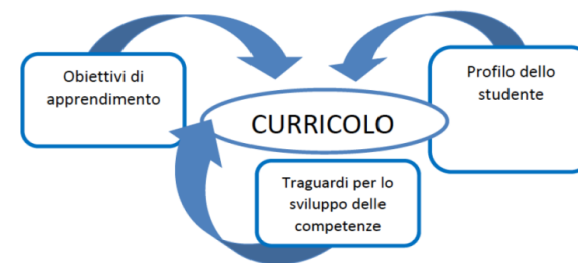 Obiettivi di
apprendimento
Profilo dello
studente
CURRICOLO
Traguardi per lo
sviluppo delle
competenze